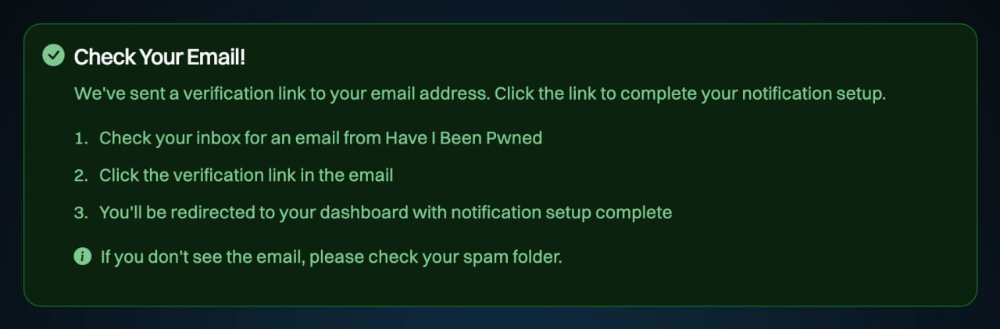 Check Your Email!
We've sent a verification link to your email address. Click the link to complete your notification setup.
1. Check your inbox for an email from Have I Been Pwned
2. Click the verification link in the email
3. You'll be redirected to your dashboard with notification setup complete
If you don't see the email, please check your spam folder.